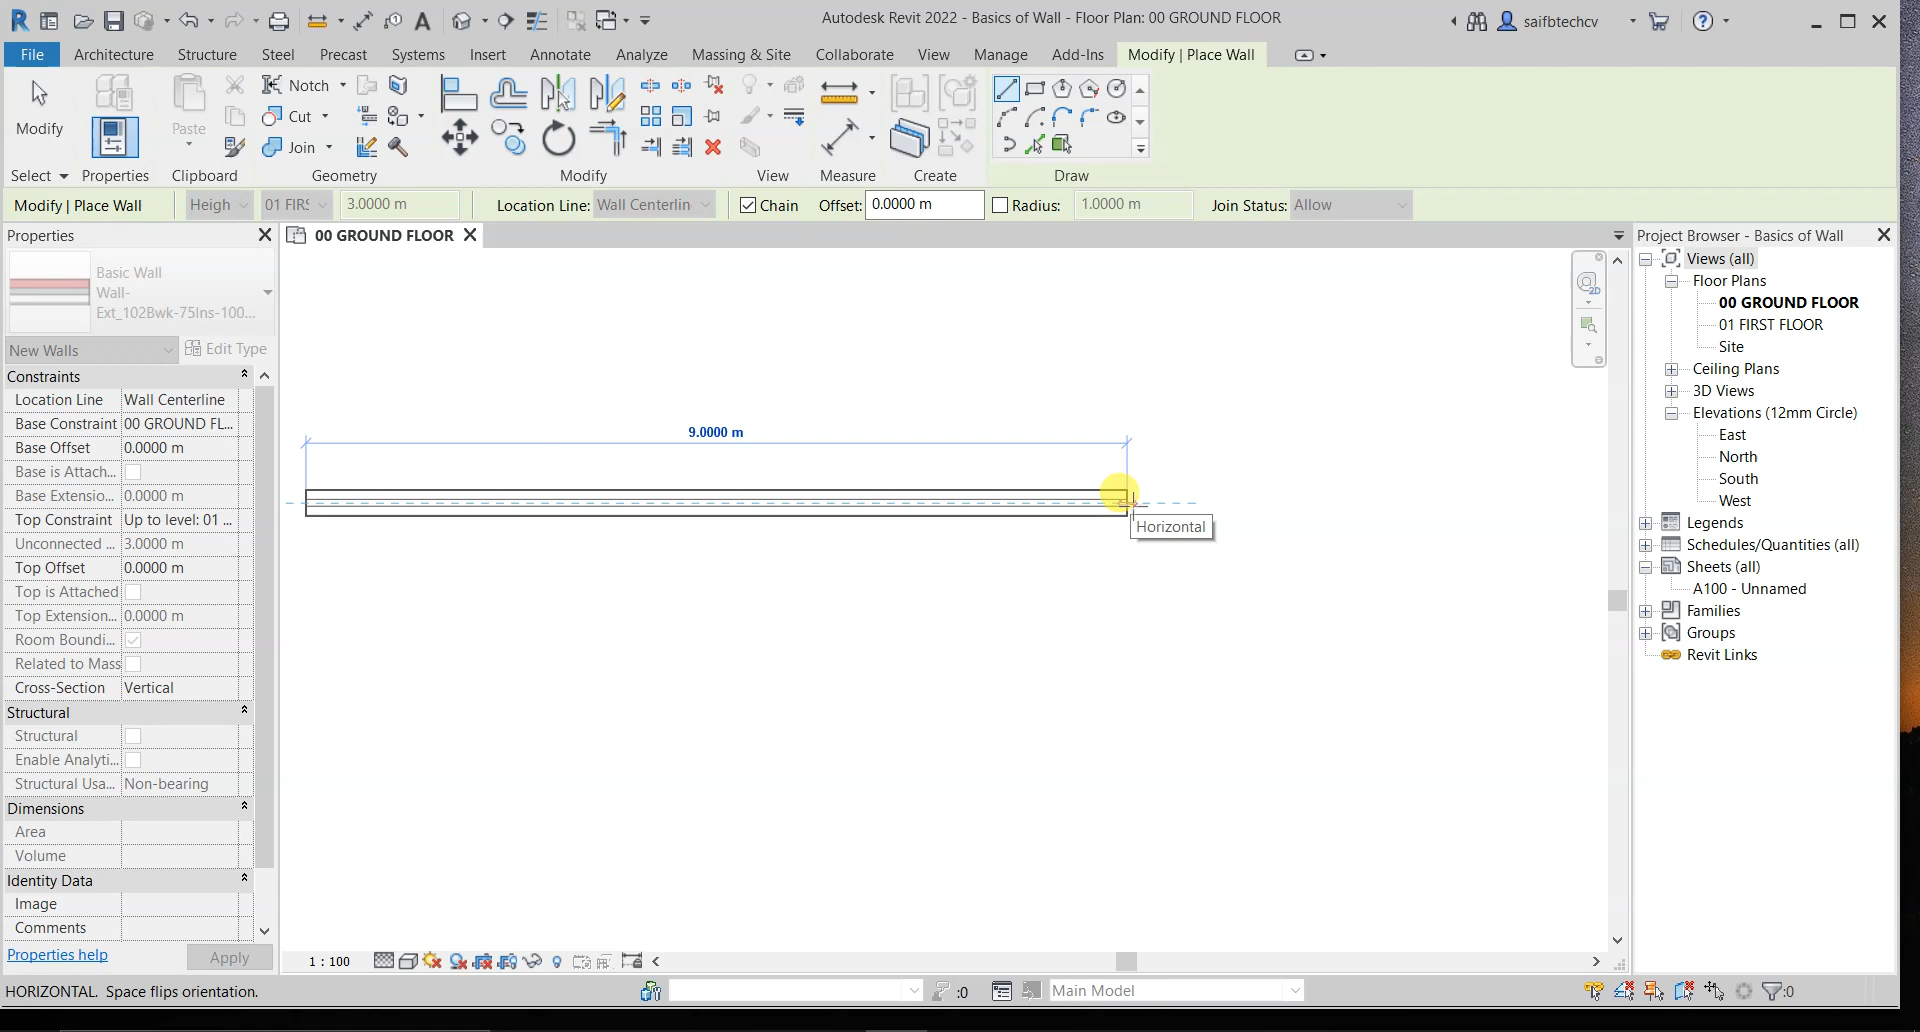 Autodesk Revit 2022 - Basics of Wall - Floor Plan: 00 GROUND FLOOR
saifbtechcv
File Architecture Structure Steel Precast Systems Insert Annotate Analyze Massing & Site Collaborate View Manage Add-Ins Modify | Place Wall
Modify
Paste
Notch
Cut
Join
Select Properties Clipboard Geometry Modify View Measure Create Draw
Modify | Place Wall Heigh 01 FIRS 3.0000 m Location Line: Wall Centerlin Chain Offset: 0.0000 m Radius: 1.0000 m Join Status: Allow
Properties
Basic Wall
Wall-
Ext_102Bwk-75Ins-100...
New Walls Edit Type
Constraints
Location Line Wall Centerline
Base Constraint 00 GROUND FL...
Base Offset 0.0000 m
Base is Attach...
Base Extensio... 0.0000 m
Top Constraint Up to level: 01 ...
Unconnected ... 3.0000 m
Top Offset 0.0000 m
Top is Attached
Top Extension... 0.0000 m
Room Boundi...
Related to Mass
Cross-Section Vertical
Structural
Structural
Enable Analyti...
Structural Usa... Non-bearing
Dimensions
Area
Volume
Identity Data
Image
Comments
Properties help Apply
00 GROUND FLOOR
2D
9.0000 m
Horizontal
1 : 100
Project Browser - Basics of Wall
Views (all)
Floor Plans
00 GROUND FLOOR
01 FIRST FLOOR
Site
Ceiling Plans
3D Views
Elevations (12mm Circle)
East
North
South
West
Legends
Schedules/Quantities (all)
Sheets (all)
A100 - Unnamed
Families
Groups
Revit Links
HORIZONTAL. Space flips orientation. :0 Main Model :0